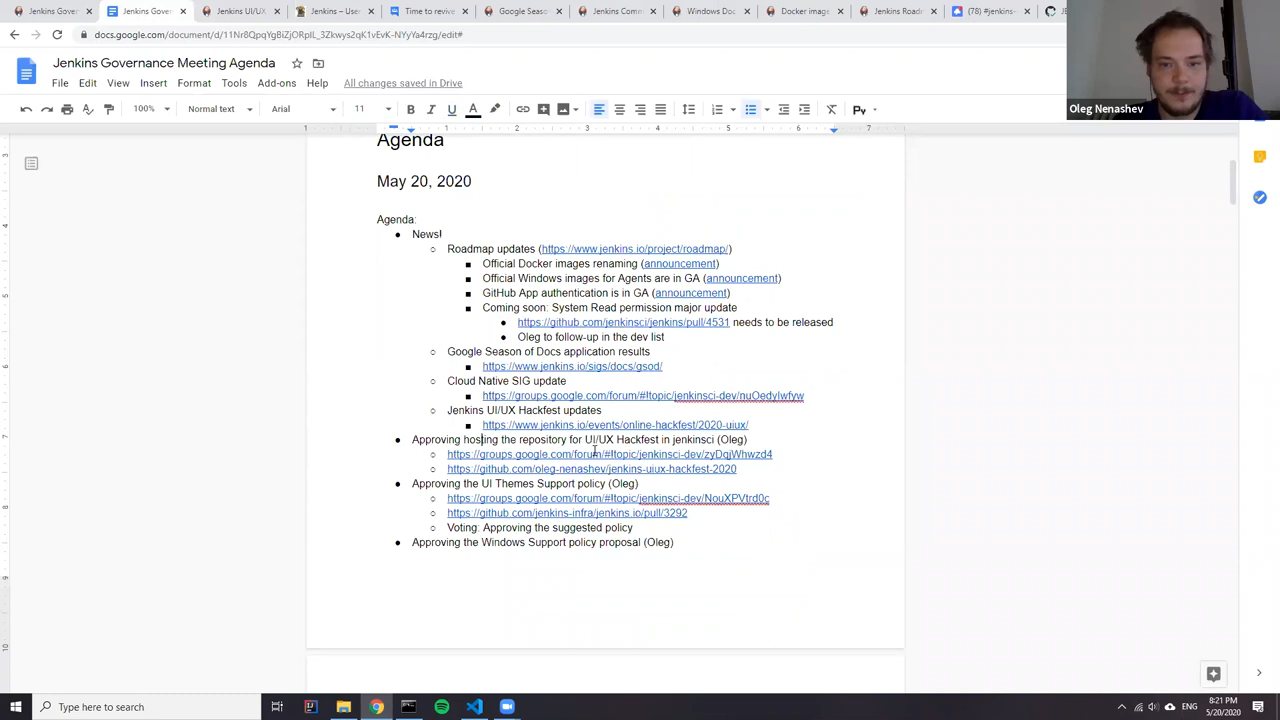 Jenkins Gover
Jenkins Gove
Jenkins UI/UX
Jenkins – User
Time to revive
Google Season
Jenkins Comm
Windows Doc
Docker image
Jenkins Road
(78) #jenkins-
docs.google.com/document/d/11Nr8QpqYgBiZjORplL_3Zkwys2qK1vEvK-NYyYa4rzg/edit#
Jenkins Governance Meeting Agenda
File Edit View Insert Format Tools Add-ons Help All changes saved in Drive
100% Normal text Arial 11
Oleg Nenashev
1 1 2 3 4 5 6 7
Agenda
May 20, 2020
Agenda:
● News!
○ Roadmap updates (https://www.jenkins.io/project/roadmap/)
■ Official Docker images renaming (announcement)
■ Official Windows images for Agents are in GA (announcement)
■ GitHub App authentication is in GA (announcement)
■ Coming soon: System Read permission major update
● https://github.com/jenkinsci/jenkins/pull/4531 needs to be released
● Oleg to follow-up in the dev list
○ Google Season of Docs application results
■ https://www.jenkins.io/sigs/docs/gsod/
○ Cloud Native SIG update
■ https://groups.google.com/forum/#!topic/jenkinsci-dev/nuOedyIwfyw
○ Jenkins UI/UX Hackfest updates
■ https://www.jenkins.io/events/online-hackfest/2020-uiux/
● Approving hosting the repository for UI/UX Hackfest in jenkinsci (Oleg)
○ https://groups.google.com/forum/#!topic/jenkinsci-dev/zyDqjWhwzd4
○ https://github.com/oleg-nenashev/jenkins-uiux-hackfest-2020
● Approving the UI Themes Support policy (Oleg)
○ https://groups.google.com/forum/#!topic/jenkinsci-dev/NouXPVtrd0c
○ https://github.com/jenkins-infra/jenkins.io/pull/3292
○ Voting: Approving the suggested policy
● Approving the Windows Support policy proposal (Oleg)
Type here to search
ENG
8:21 PM
5/20/2020